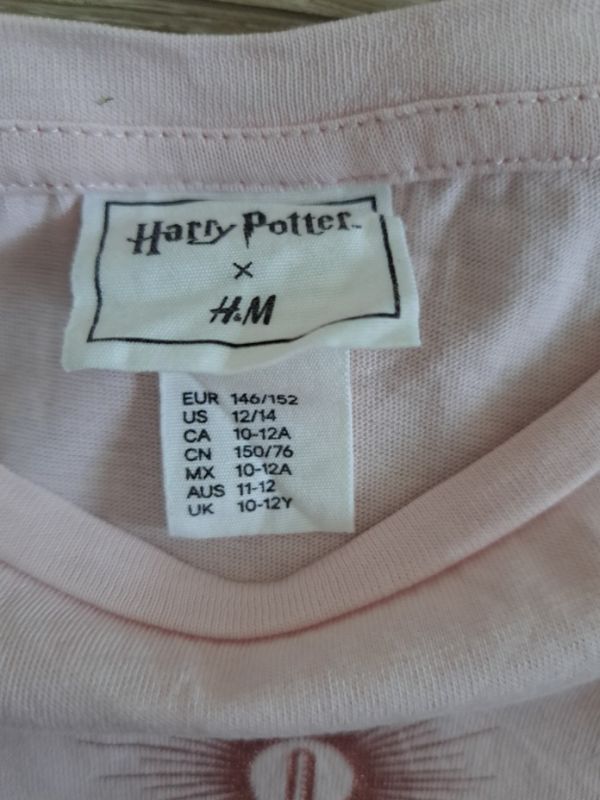 Harry Potter™
×
H&M
EUR 146/152
US 12/14
CA 10-12A
CN 150/76
MX 10-12A
AUS 11-12
UK 10-12Y